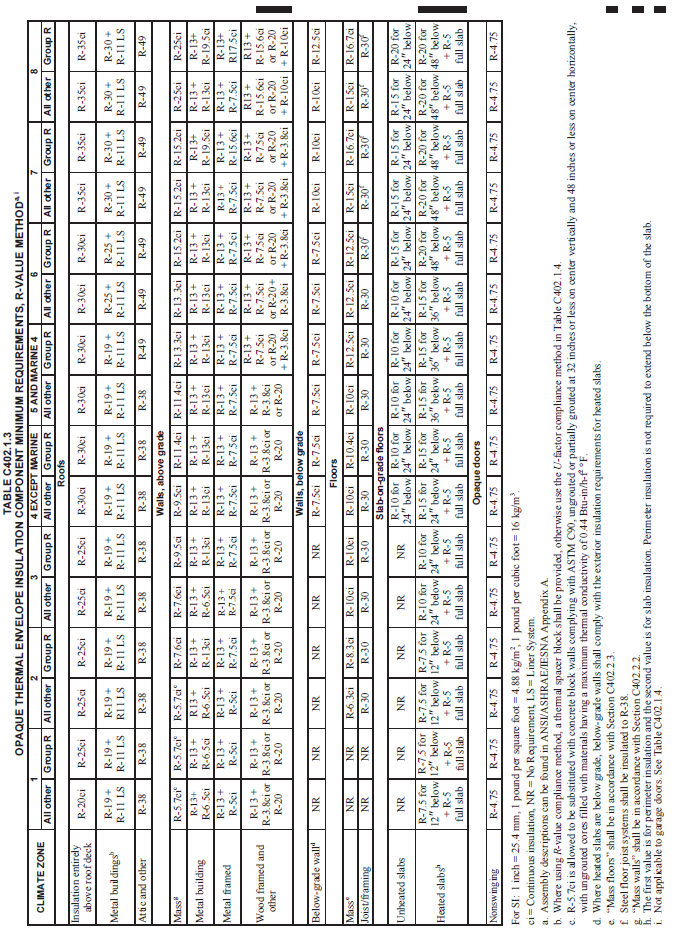 TABLE C402.1.3
OPAQUE THERMAL ENVELOPE INSULATION COMPONENT MINIMUM REQUIREMENTS, R-VALUE METHODᵃ,ⁱ
CLIMATE ZONE 1 2 3 4 EXCEPT MARINE 5 AND MARINE 4 6 7 8
All other Group R All other Group R All other Group R All other Group R All other Group R All other Group R All other Group R All other Group R
Roofs
Insulation entirely R-20ci R-25ci R-25ci R-25ci R-25ci R-25ci R-30ci R-30ci R-30ci R-30ci R-30ci R-30ci R-35ci R-35ci R-35ci R-35ci
above roof deck
Metal buildingsᵇ R-19 + R-19 + R-19 + R-19 + R-19 + R-19 + R-19 + R-19 + R-19 + R-19 + R-25 + R-25 + R-30 + R-30 + R-30 + R-30 +
R-11 LS R-11 LS R11 LS R-11 LS R-11 LS R-11 LS R-11 LS R-11 LS R-11 LS R-11 LS R-11 LS R-11 LS R-11 LS R-11 LS R-11 LS R-11 LS
Attic and other R-38 R-38 R-38 R-38 R-38 R-38 R-38 R-38 R-38 R-49 R-49 R-49 R-49 R-49 R-49 R-49
Walls, above grade
Massᵍ R-5.7ciᶜ R-5.7ciᶜ R-5.7ciᶜ R-7.6ci R-7.6ci R-9.5ci R-9.5ci R-11.4ci R-11.4ci R-13.3ci R-13.3ci R-15.2ci R-15.2ci R-15.2ci R-25ci R-25ci
Metal building R-13+ R-13 + R-13 + R-13 + R-13 + R-13 + R-13 + R-13 + R-13 + R-13 + R-13 + R-13 + R-13 + R-13+ R-13 + R-13+
R-6.5ci R-6.5ci R-6.5ci R-13ci R-6.5ci R-13ci R-13ci R-13ci R-13ci R-13ci R-13ci R-13ci R-13ci R-19.5ci R-13ci R-19.5ci
Metal framed R-13 + R-13 + R-13 + R-13 + R-13 + R-13 + R-13 + R-13 + R-13 + R-13 + R-13 + R-13 + R-13 + R-13 + R-13 + R-13+
R-5ci R-5ci R-5ci R-7.5ci R-7.5ci R-7.5ci R-7.5ci R-7.5ci R-7.5ci R-7.5ci R-7.5ci R-7.5ci R-7.5ci R-15.6ci R-7.5ci R17.5ci
Wood framed and R-13 + R-13 + R-13 + R-13 + R-13 + R-13 + R-13 + R-13 + R-13 + R-13 + R-13 + R-13 + R-13 + R-13 + R13 + R13 +
other R-3.8ci or R-3.8ci or R-3.8ci or R-3.8ci or R-3.8ci or R-3.8ci or R-3.8ci or R-3.8ci or R-3.8ci R-7.5ci R-7.5ci R-7.5ci R-7.5ci R-7.5ci R-15.6ci R-15.6ci
R-20 R-20 R-20 R-20 R-20 R-20 R-20 R-20 or R-20 or R-20 or R-20+ or R-20 or R-20 or R-20 or R-20 or R-20
+ R-3.8ci R-3.8ci + R-3.8ci + R-3.8ci + R-3.8ci + R-10ci + R-10ci
Walls, below grade
Below-grade wallᵈ NR NR NR NR NR NR R-7.5ci R-7.5ci R-7.5ci R-7.5ci R-7.5ci R-7.5ci R-10ci R-10ci R-10ci R-12.5ci
Floors
Massᵉ NR NR R-6.3ci R-8.3ci R-10ci R-10ci R-10ci R-10.4ci R-10ci R-12.5ci R-12.5ci R-12.5ci R-15ci R-16.7ci R-15ci R-16.7ci
Joist/framing NR NR R-30 R-30 R-30 R-30 R-30 R-30 R-30 R-30 R-30 R-30ᶠ R-30ᶠ R-30ᶠ R-30ᶠ R-30ᶠ
Slab-on-grade floors
Unheated slabs NR NR NR NR NR NR R-10 for R-10 for R-10 for R-10 for R-10 for R-15 for R-15 for R-15 for R-15 for R-20 for
24″ below 24″ below 24″ below 24″ below 24″ below 24″ below 24″ below 24″ below 24″ below 24″ below
Heated slabsʰ R-7.5 for R-7.5 for R-7.5 for R-7.5 for R-10 for R-10 for R-15 for R-15 for R-15 for R-15 for R-15 for R-20 for R-20 for R-20 for R-20 for R-20 for
12″ below 12″ below 12″ below 12″ below 24″ below 24″ below 24″ below 24″ below 36″ below 36″ below 36″ below 48″ below 48″ below 48″ below 48″ below 48″ below
+ R-5 + R-5 + R-5 + R-5 + R-5 + R-5 + R-5 + R-5 + R-5 + R-5 + R-5 + R-5 + R-5 + R-5 + R-5 + R-5
full slab full slab full slab full slab full slab full slab full slab full slab full slab full slab full slab full slab full slab full slab full slab full slab
Opaque doors
Nonswinging R-4.75 R-4.75 R-4.75 R-4.75 R-4.75 R-4.75 R-4.75 R-4.75 R-4.75 R-4.75 R-4.75 R-4.75 R-4.75 R-4.75 R-4.75 R-4.75
For SI: 1 inch = 25.4 mm, 1 pound per square foot = 4.88 kg/m², 1 pound per cubic foot = 16 kg/m³
ci = Continuous insulation, NR = No Requirement, LS = Liner System.
a. Assembly descriptions can be found in ANSI/ASHRAE/IESNA Appendix A.
b. Where using R-value compliance method, a thermal spacer block shall be provided, otherwise use the U-factor compliance method in Table C402.1.4.
c. R-5.7ci is allowed to be substituted with concrete block walls complying with ASTM C90, ungrouted or partially grouted at 32 inches or less on center vertically and 48 inches or less on center horizontally,
with ungrouted cores filled with materials having a maximum thermal conductivity of 0.44 Btu-in/h-f² °F.
d. Where heated slabs are below grade, below-grade walls shall comply with the exterior insulation requirements for heated slabs.
e. “Mass floors” shall be in accordance with Section C402.2.3.
f. Steel floor joist systems shall be insulated to R-38.
g. “Mass walls” shall be in accordance with Section C402.2.2.
h. The first value is for perimeter insulation and the second value is for slab insulation. Perimeter insulation is not required to extend below the bottom of the slab.
i. Not applicable to garage doors. See Table C402.1.4.